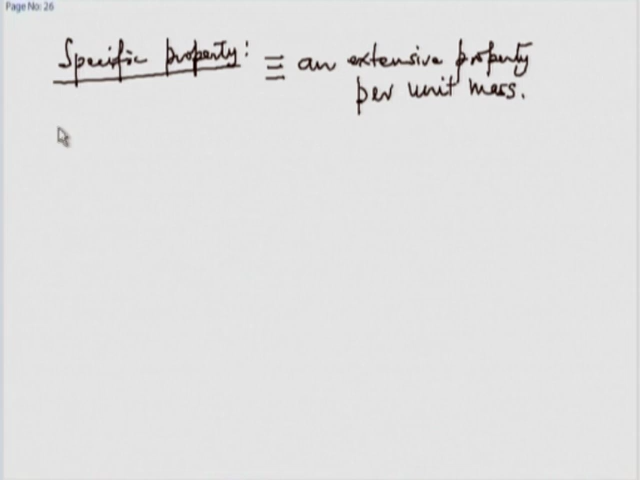 Page No: 26
Specific property: ≡ an extensive property
per unit mass.